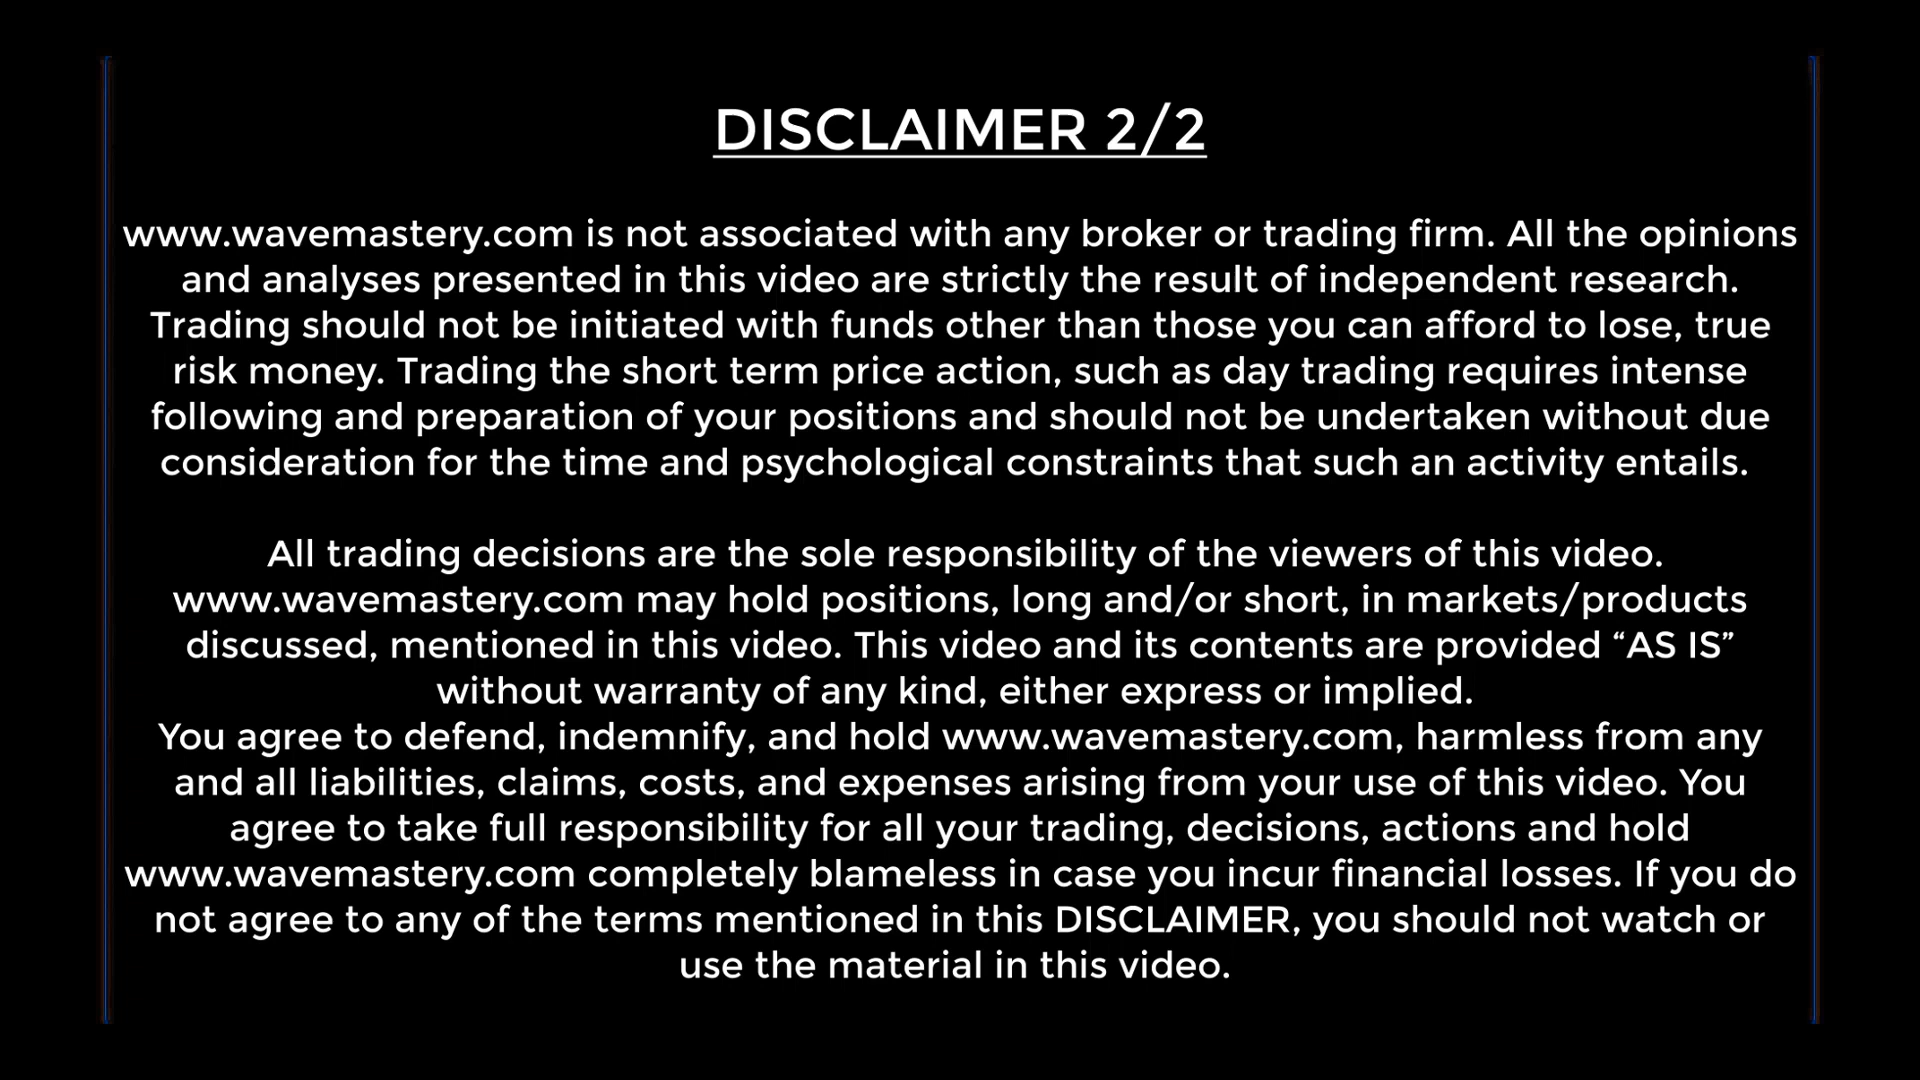 DISCLAIMER 2/2
www.wavemastery.com is not associated with any broker or trading firm. All the opinions
and analyses presented in this video are strictly the result of independent research.
Trading should not be initiated with funds other than those you can afford to lose, true
risk money. Trading the short term price action, such as day trading requires intense
following and preparation of your positions and should not be undertaken without due
consideration for the time and psychological constraints that such an activity entails.
All trading decisions are the sole responsibility of the viewers of this video.
www.wavemastery.com may hold positions, long and/or short, in markets/products
discussed, mentioned in this video. This video and its contents are provided “AS IS”
without warranty of any kind, either express or implied.
You agree to defend, indemnify, and hold www.wavemastery.com, harmless from any
and all liabilities, claims, costs, and expenses arising from your use of this video. You
agree to take full responsibility for all your trading, decisions, actions and hold
www.wavemastery.com completely blameless in case you incur financial losses. If you do
not agree to any of the terms mentioned in this DISCLAIMER, you should not watch or
use the material in this video.